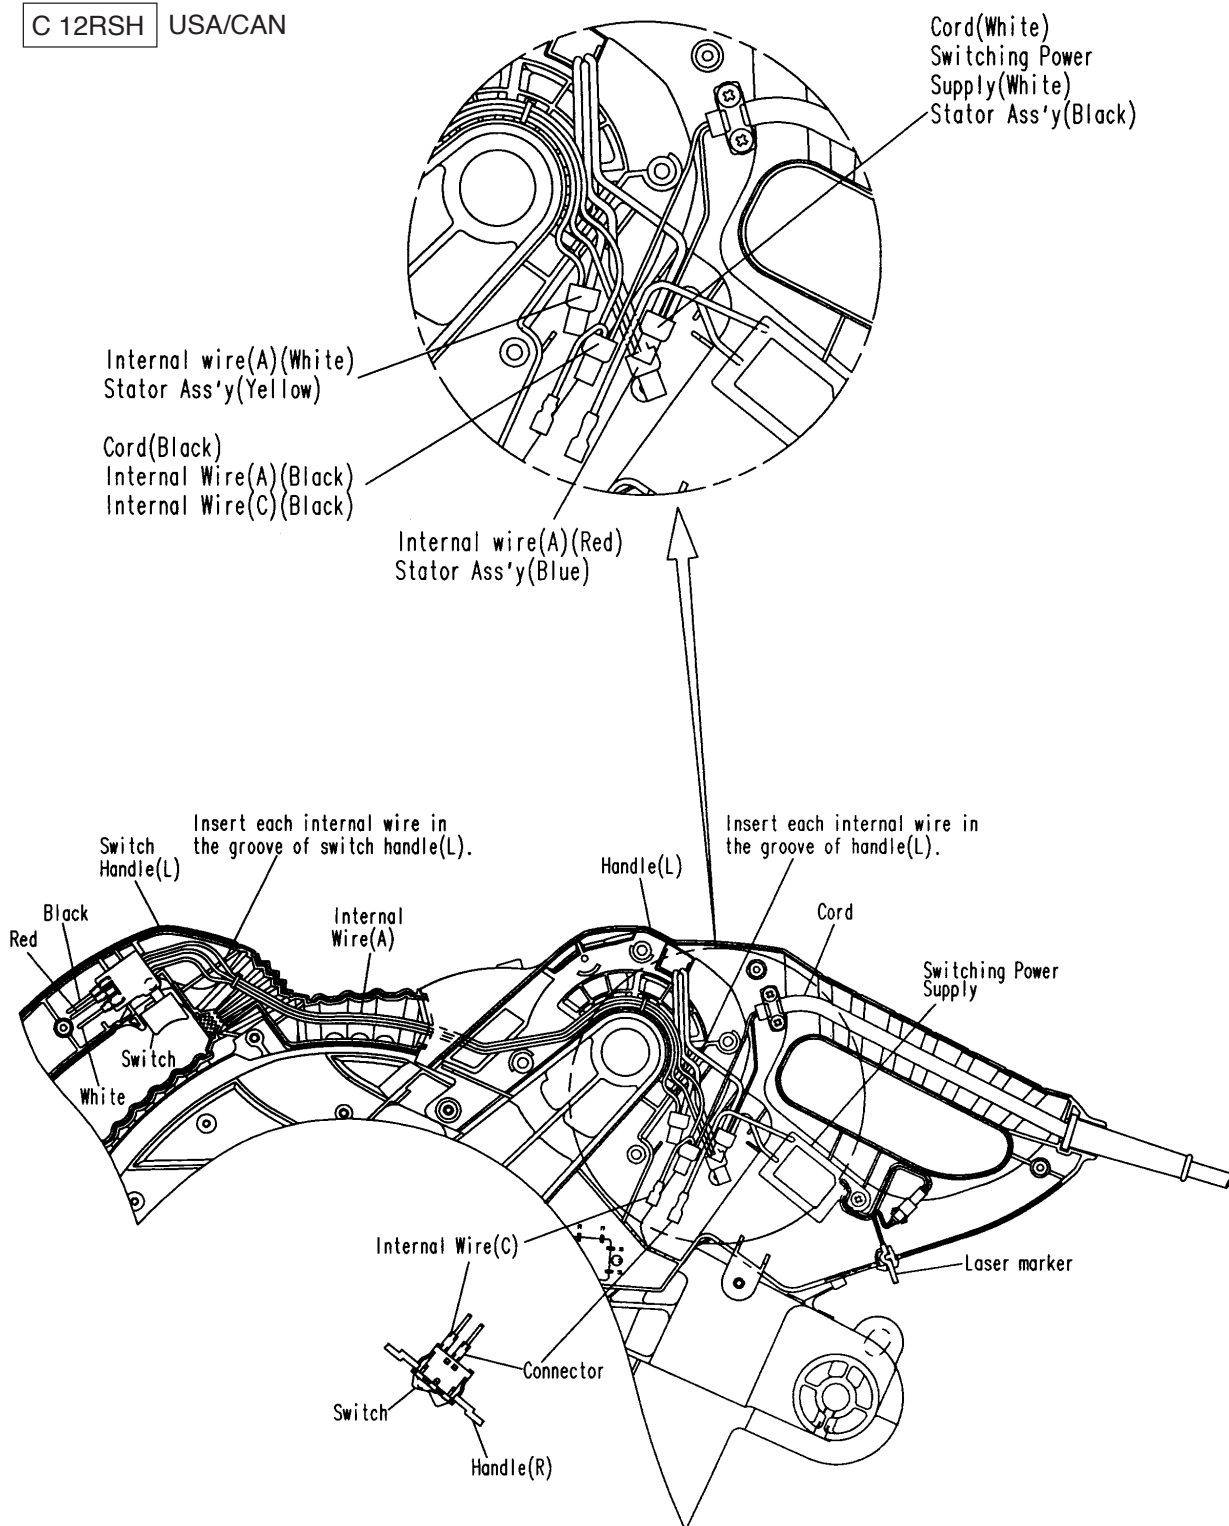 C 12RSH USA/CAN
Cord(White)
Switching Power
Supply(White)
Stator Ass'y(Black)
Internal wire(A)(White)
Stator Ass'y(Yellow)
Cord(Black)
Internal Wire(A)(Black)
Internal Wire(C)(Black)
Internal wire(A)(Red)
Stator Ass'y(Blue)
Insert each internal wire in
the groove of switch handle(L).
Switch
Handle(L)
Black
Red
Internal
Wire(A)
Switch
White
Handle(L)
Insert each internal wire in
the groove of handle(L).
Cord
Switching Power
Supply
Internal Wire(C)
Laser marker
Connector
Switch
Handle(R)